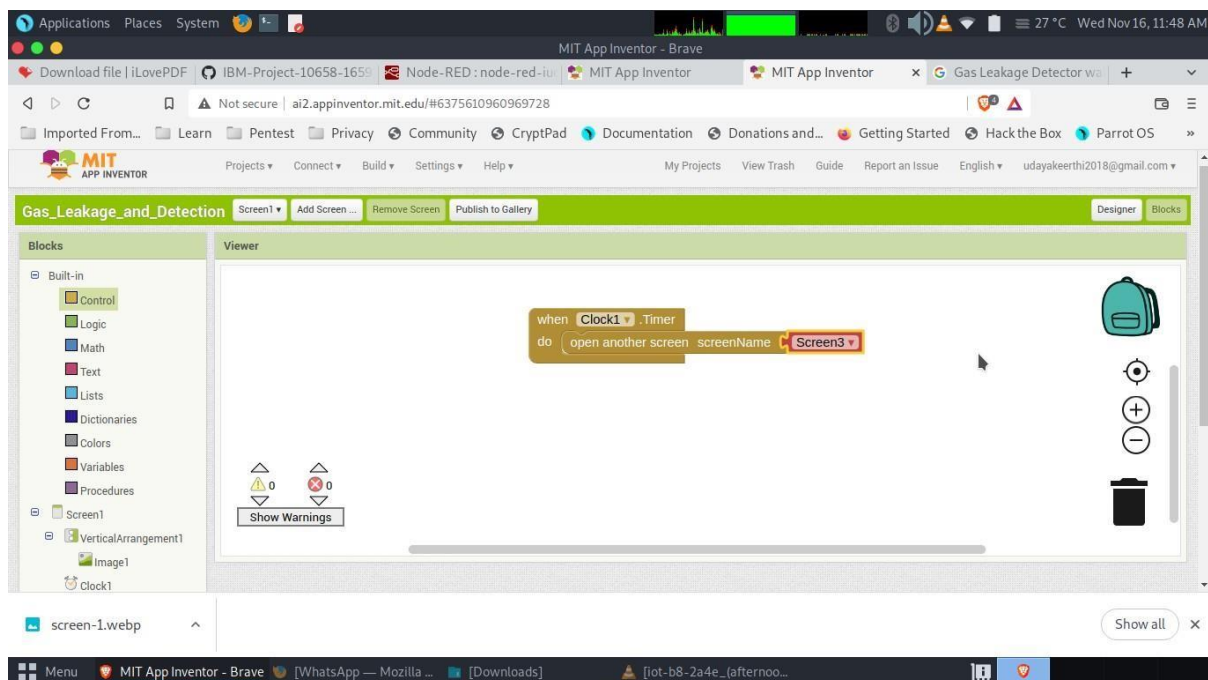 Applications Places System 27 °C Wed Nov 16, 11:48 AM
MIT App Inventor - Brave
Download file | iLovePDF IBM-Project-10658-1659 Node-RED : node-red-iu MIT App Inventor MIT App Inventor x Gas Leakage Detector wa +
Not secure ai2.appinventor.mit.edu/#6375610960969728
Imported From... Learn Pentest Privacy Community CryptPad Documentation Donations and... Getting Started Hack the Box Parrot OS »
MIT
APP INVENTOR
Projects Connect Build Settings Help My Projects View Trash Guide Report an Issue English udayakeerthi2018@gmail.com
Gas_Leakage_and_Detection Screen1 Add Screen ... Remove Screen Publish to Gallery Designer Blocks
Blocks Viewer
Built-in
Control
Logic
Math
Text
Lists
Dictionaries
Colors
Variables
Procedures
Screen1
VerticalArrangement1
Image1
Clock1
when Clock1 .Timer
do open another screen screenName Screen3
0 0
Show Warnings
screen-1.webp Show all
Menu MIT App Inventor - Brave [WhatsApp — Mozilla ... [Downloads] [iot-b8-2a4e_(afternoo...